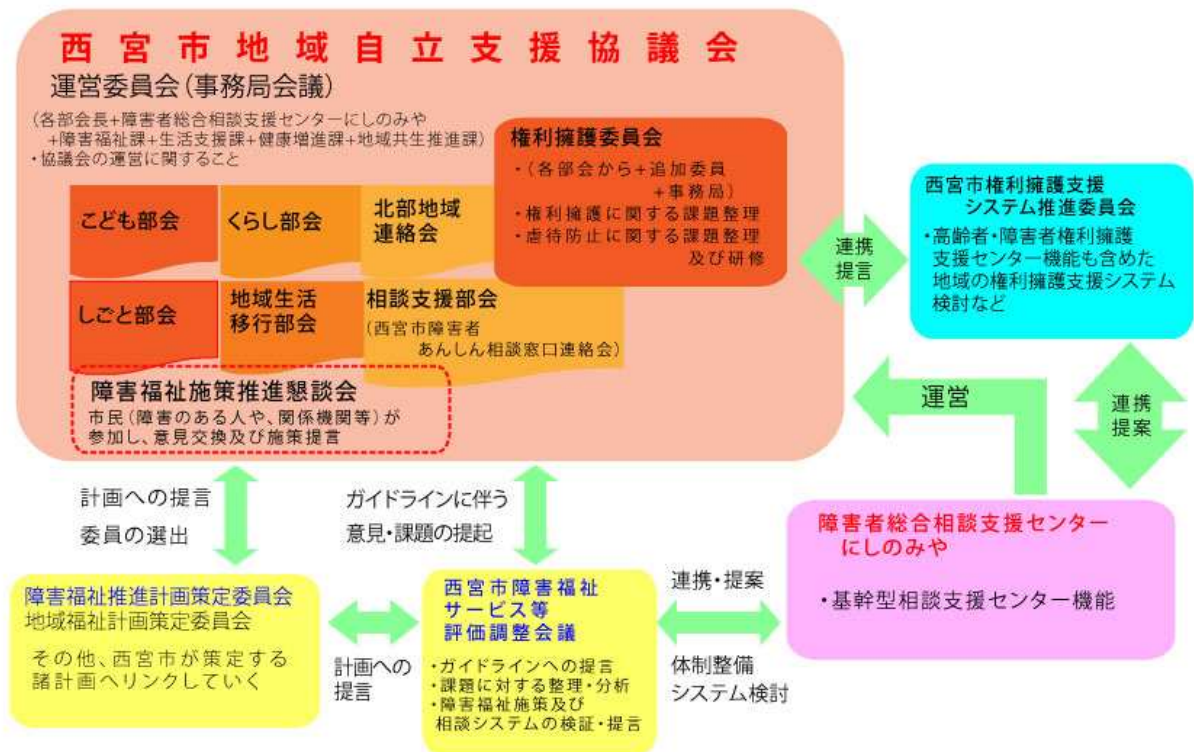 西宮市地域自立支援協議会
運営委員会(事務局会議)
(各部会長+障害者総合相談支援センターにしのみや
+障害福祉課+生活支援課+健康増進課+地域共生推進課)
・協議会の運営に関すること
権利擁護委員会
・(各部会から+追加委員
+事務局)
・権利擁護に関する課題整理
・虐待防止に関する課題整理
及び研修
こども部会
くらし部会
北部地域
連絡会
しごと部会
地域生活
移行部会
相談支援部会
(西宮市障害者
あんしん相談窓口連絡会)
障害福祉施策推進懇談会
市民(障害のある人や、関係機関等)が
参加し、意見交換及び施策提言
連携
提言
西宮市権利擁護支援
システム推進委員会
・高齢者・障害者権利擁護
支援センター機能も含めた
地域の権利擁護支援システム
検討など
運営
連携
提案
計画への提言
委員の選出
ガイドラインに伴う
意見・課題の提起
障害者総合相談支援センター
にしのみや
・基幹型相談支援センター機能
障害福祉推進計画策定委員会
地域福祉計画策定委員会
その他、西宮市が策定する
諸計画へリンクしていく
計画への
提言
西宮市障害福祉
サービス等
評価調整会議
・ガイドラインへの提言
・課題に対する整理・分析
・障害福祉施策及び
相談システムの検証・提言
連携・提案
体制整備
システム検討